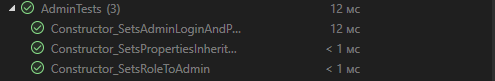 AdminTests (3) 12 мс
Constructor_SetsAdminLoginAndP... 12 мс
Constructor_SetsPropertiesInherit... < 1 мс
Constructor_SetsRoleToAdmin < 1 мс